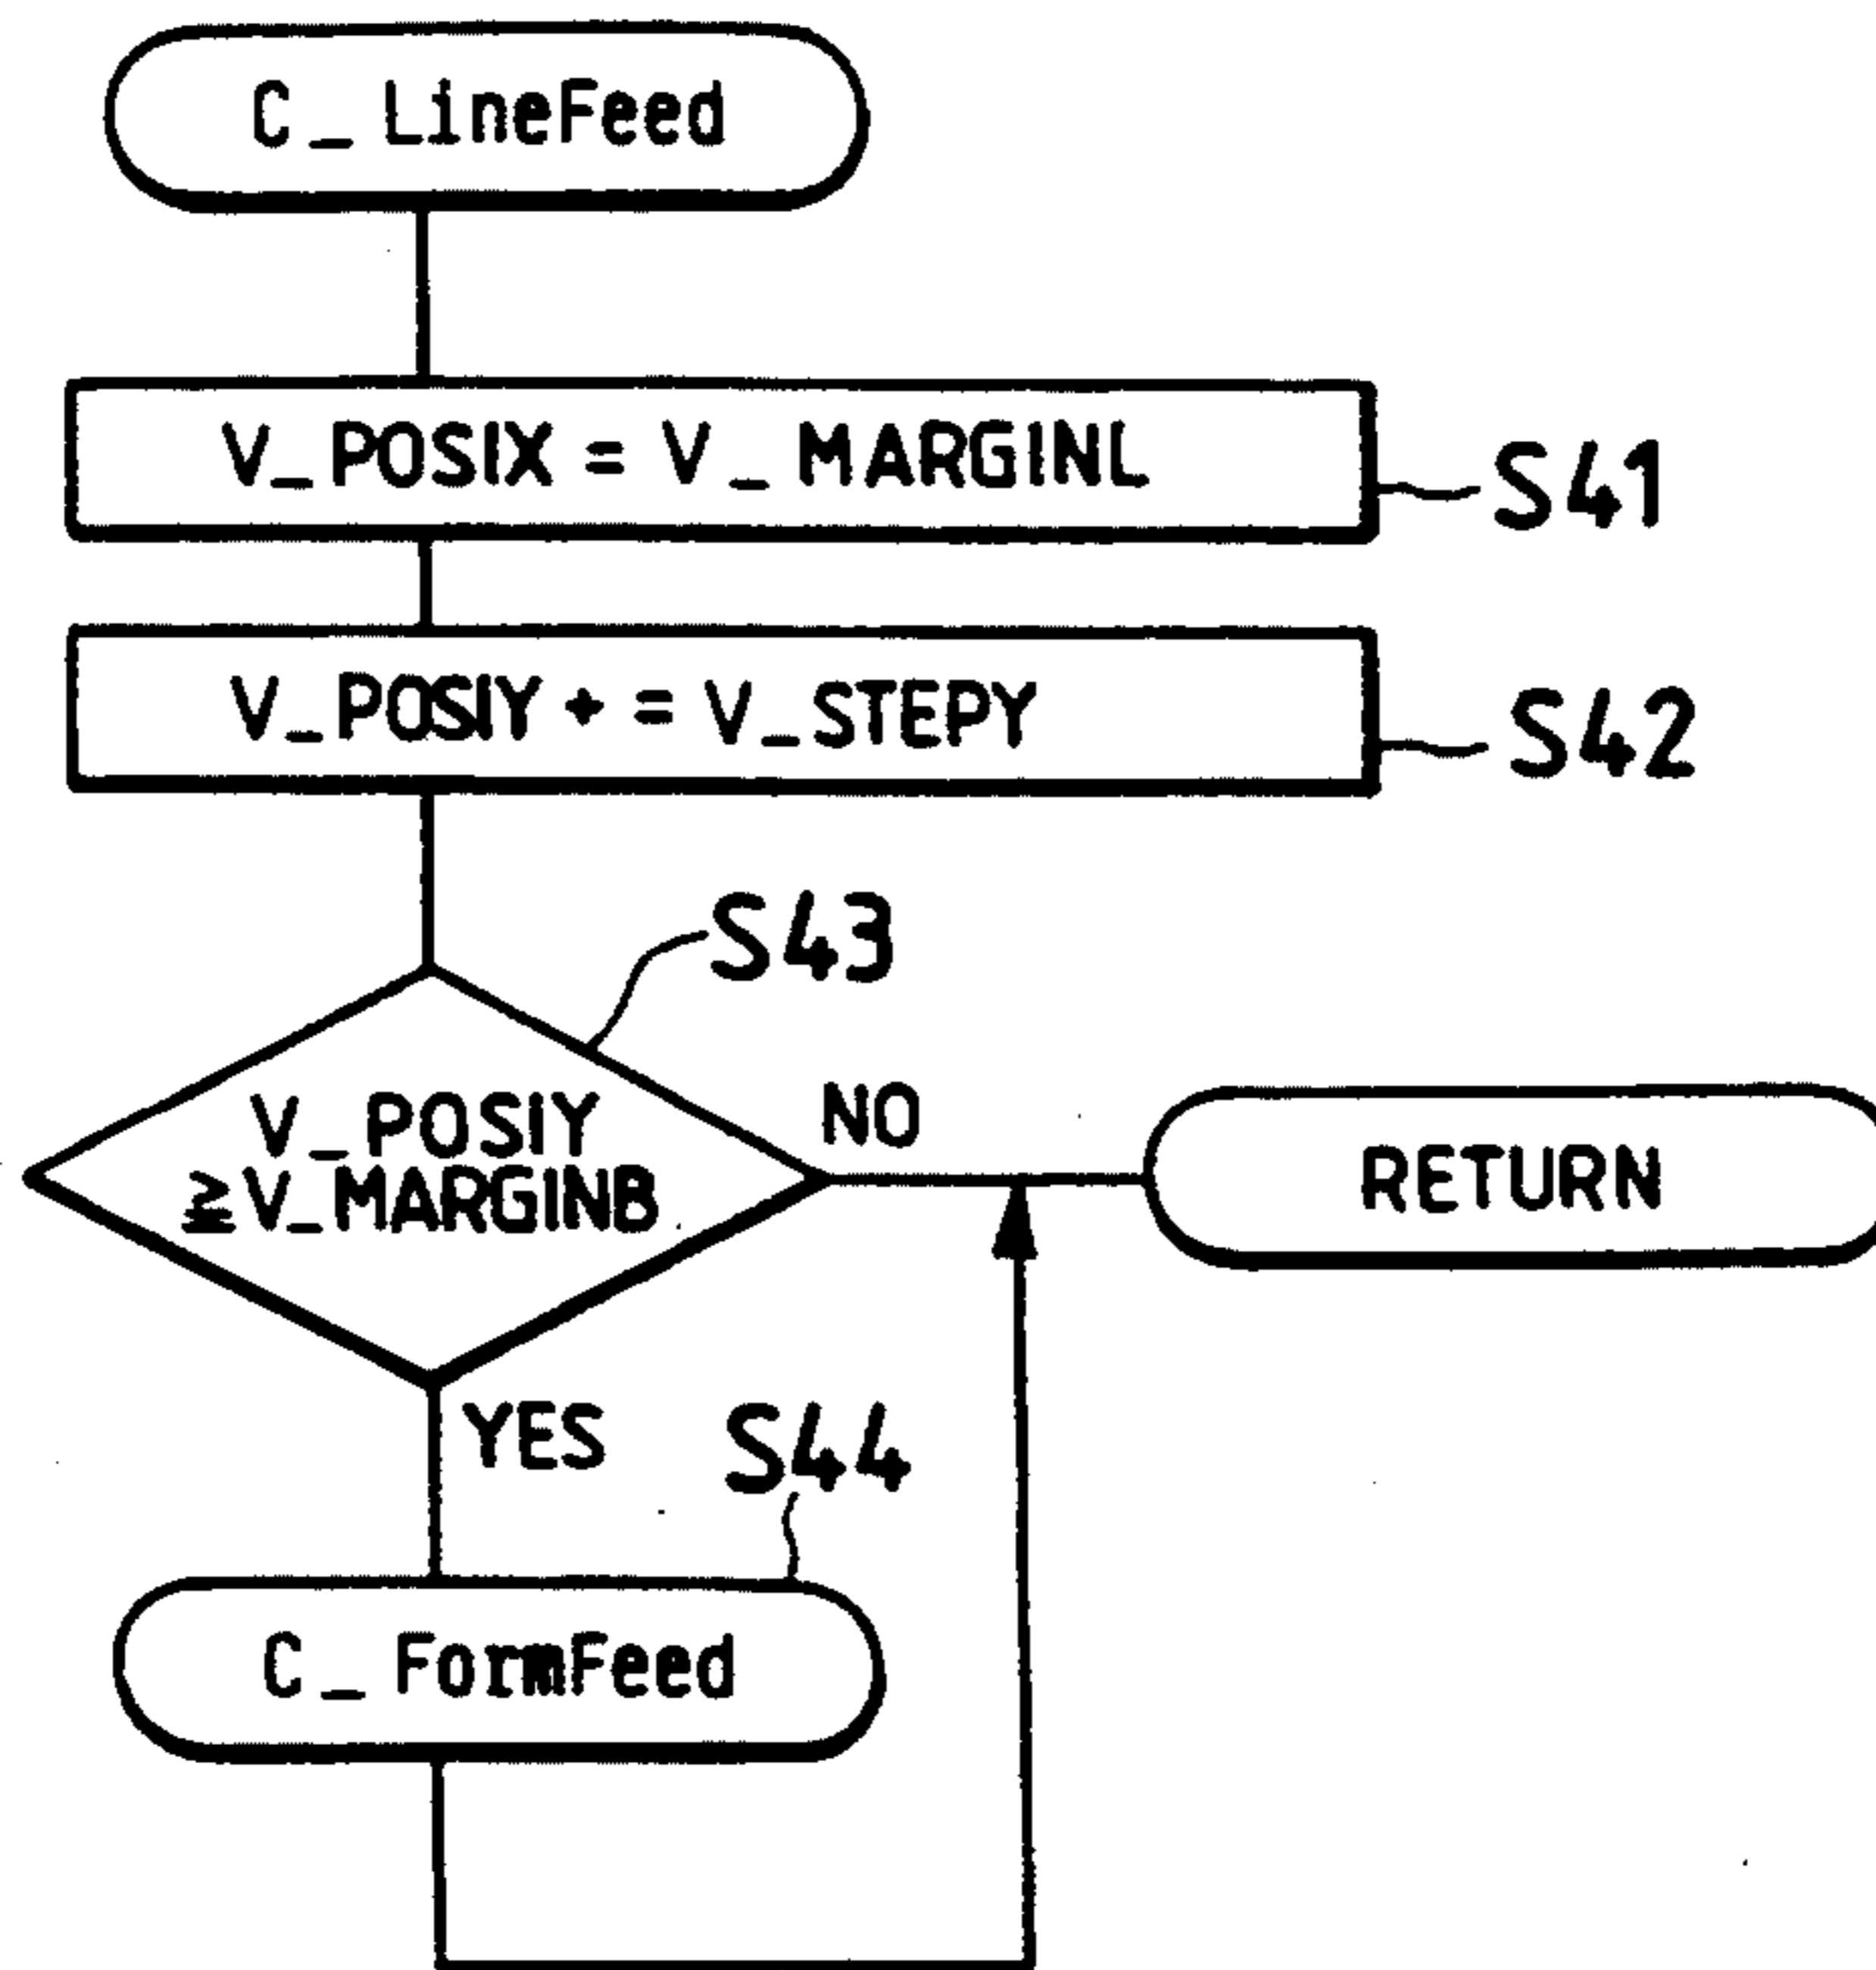 C_LineFeed
V_POSIX = V_MARGINL
S41
V_POSIY + = V_STEPY
S42
S43
V_POSIY
≧V_MARGINB
NO
RETURN
YES
S44
C_FormFeed